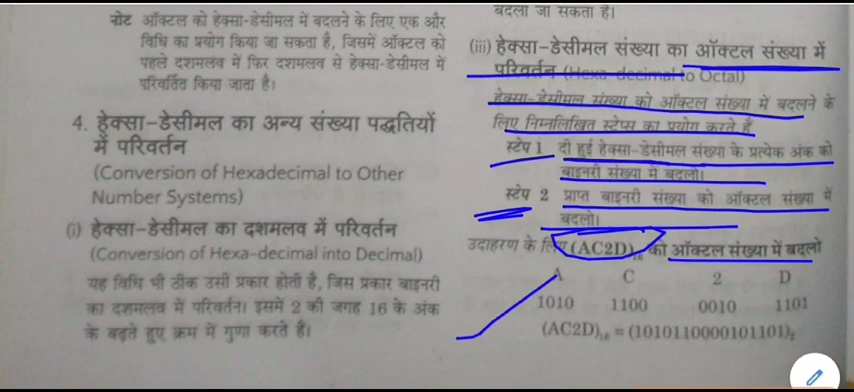 नोट ऑक्टल को हेक्सा-डेसीमल में बदलने के लिए एक और
विधि का प्रयोग किया जा सकता है, जिसमें ऑक्टल को
पहले दशमलव में फिर दशमलव से हेक्सा-डेसीमल में
परिवर्तित किया जाता है।
4. हेक्सा-डेसीमल का अन्य संख्या पद्धतियों
में परिवर्तन
(Conversion of Hexadecimal to Other
Number Systems)
(i) हेक्सा-डेसीमल का दशमलव में परिवर्तन
(Conversion of Hexa-decimal into Decimal)
यह विधि भी ठीक उसी प्रकार होती है, जिस प्रकार बाइनरी
का दशमलव में परिवर्तन। इसमें 2 की जगह 16 के अंक
के बढ़ते हुए क्रम में गुणा करते हैं।
बदला जा सकता है।
(iii) हेक्सा-डेसीमल संख्या का ऑक्टल संख्या में
परिवर्तन (Hexa-decimal to Octal)
हेक्सा-डेसीमल संख्या को ऑक्टल संख्या में बदलने के
लिए निम्नलिखित स्टेप्स का प्रयोग करते हैं
स्टेप 1 दी हुई हेक्सा-डेसीमल संख्या के प्रत्येक अंक को
बाइनरी संख्या में बदलो।
स्टेप 2 प्राप्त बाइनरी संख्या को ऑक्टल संख्या में
बदलो।
उदाहरण के लिए (AC2D)₁₆ को ऑक्टल संख्या में बदलो
A C 2 D
1010 1100 0010 1101
(AC2D)₁₆ = (1010110000101101)₂